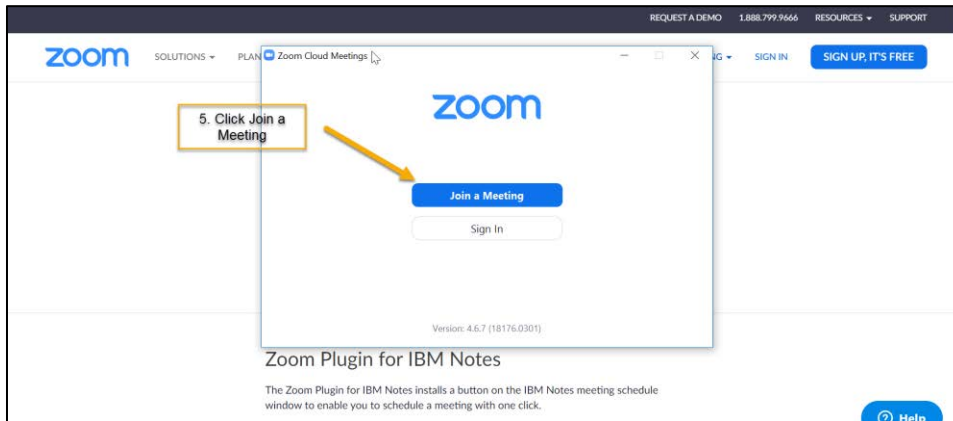 REQUEST A DEMO 1.888.799.9666 RESOURCES SUPPORT
zoom SOLUTIONS PLAN Zoom Cloud Meetings NG SIGN IN SIGN UP, IT'S FREE
zoom
5. Click Join a
Meeting
Join a Meeting
Sign In
Version: 4.6.7 (18176.0301)
Zoom Plugin for IBM Notes
The Zoom Plugin for IBM Notes installs a button on the IBM Notes meeting schedule
window to enable you to schedule a meeting with one click.
Help